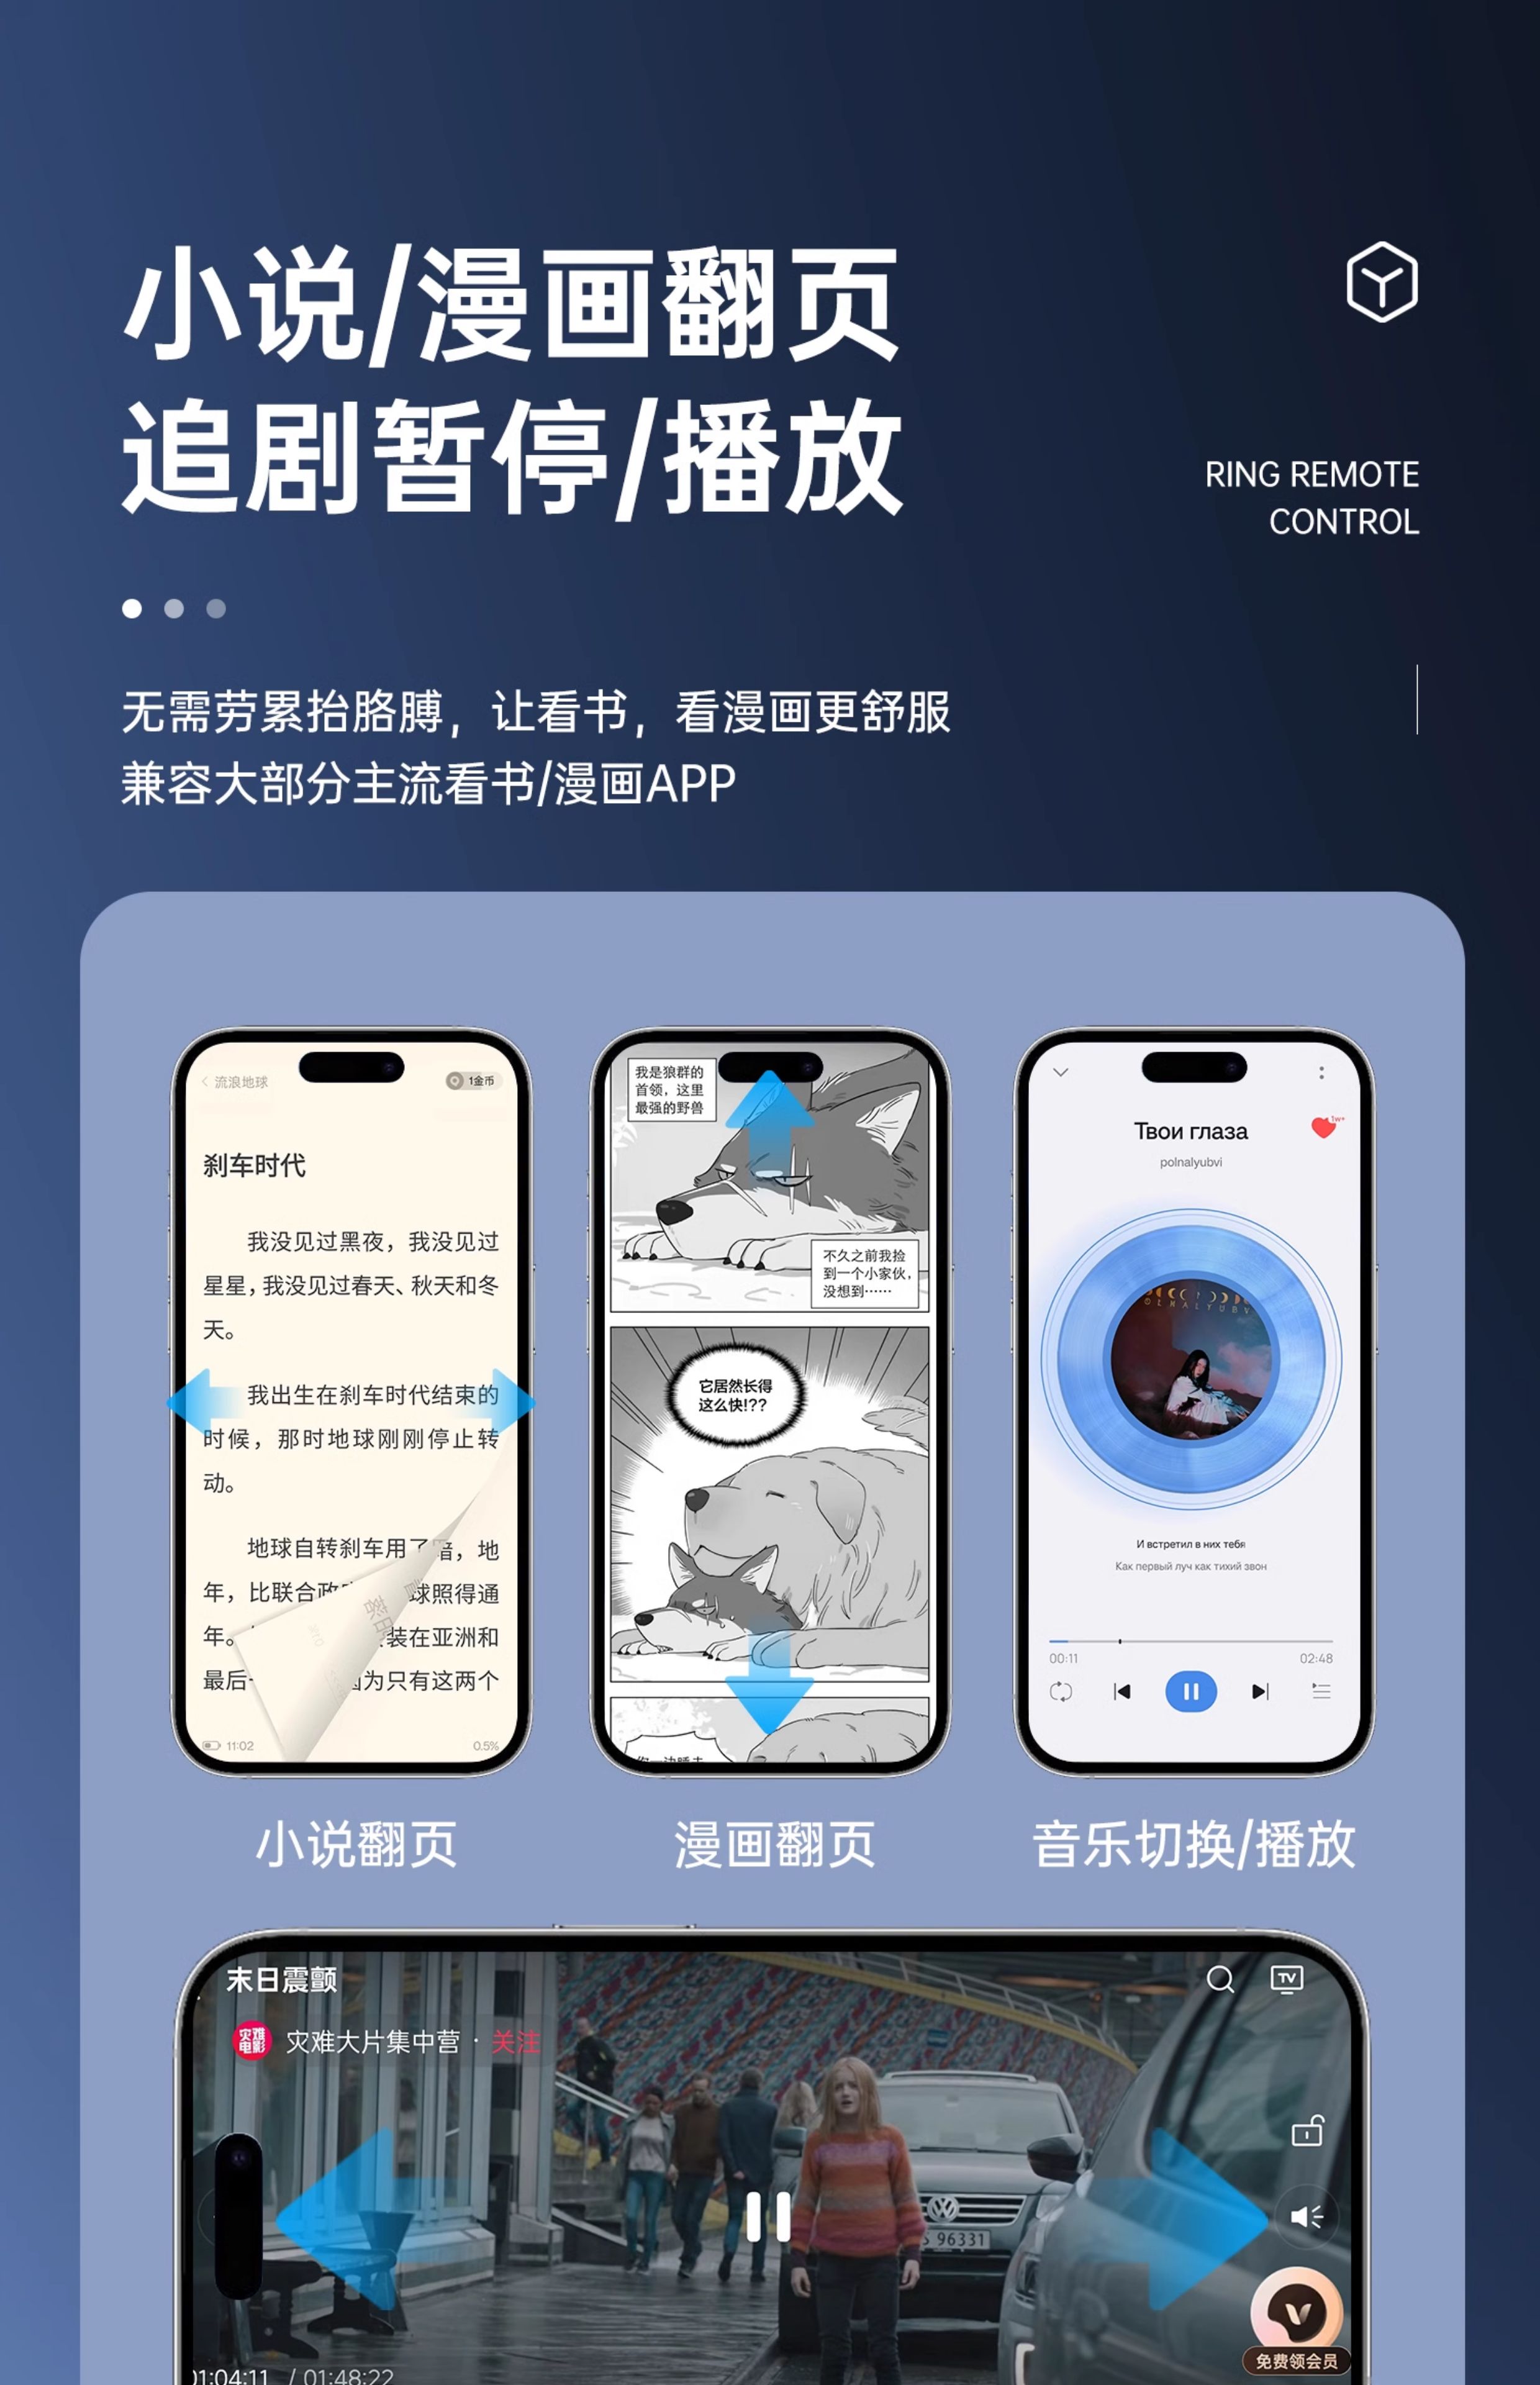 小说/漫画翻页
追剧暂停/播放
RING REMOTE
CONTROL
无需劳累抬胳膊，让看书，看漫画更舒服
兼容大部分主流看书/漫画APP
流浪地球
1金币
刹车时代
我没见过黑夜，我没见过
星星，我没见过春天、秋天和冬
天。
我出生在刹车时代结束的
时候，那时地球刚刚停止转
动。
地球自转刹车用了
，地
年，比联合政
球照得通
年。
装在亚洲和
最后一
为只有这两个
11:02
0.5%
小说翻页
我是狼群的
首领，这里
最强的野兽
不久之前我捡
到一个小家伙，
没想到……
它居然长得
这么快!??
漫画翻页
Твои глаза
1w+
polnalyubvi
И встретил в них тебя
Как первый луч как тихий звон
00:11
02:48
音乐切换/播放
末日震颤
TV
灾难
电影
灾难大片集中营 · 关注
96331
免费领会员
01:04:11 / 01:48:22